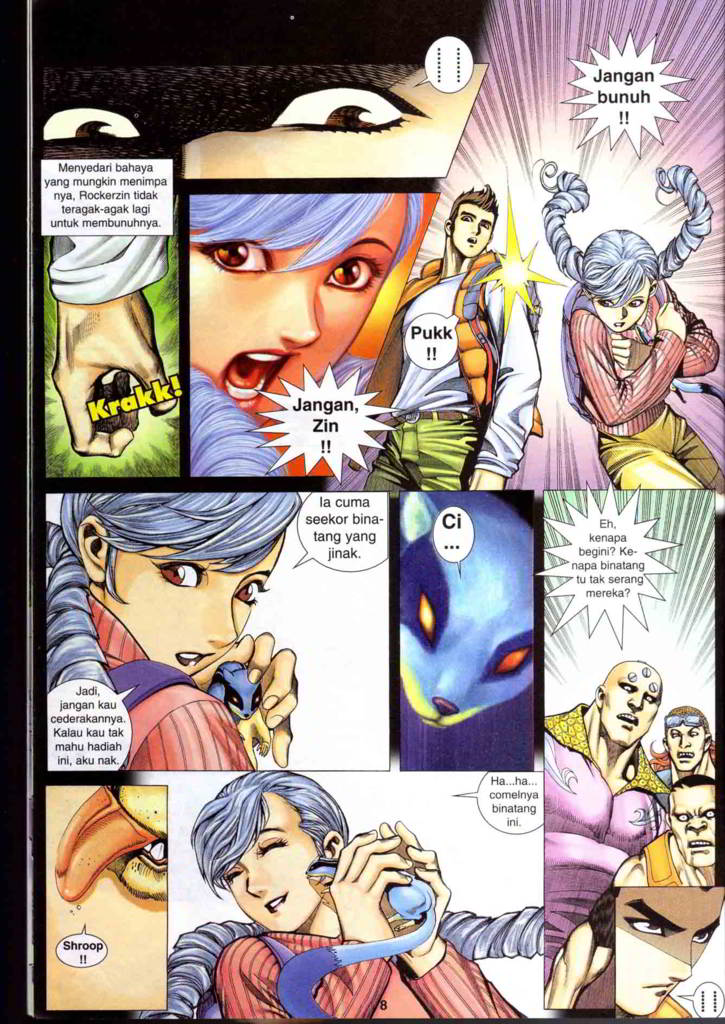 Jangan
bunuh
!!
Menyedari bahaya
yang mungkin menimpa
nya, Rockerzin tidak
teragak-agak lagi
untuk membunuhnya.
Krakk!
Jangan,
Zin
!!
Pukk
!!
Ia cuma
seekor bina-
tang yang
jinak.
Jadi,
jangan kau
cederakannya.
Kalau kau tak
mahu hadiah
ini, aku nak.
Ci
...
Eh,
kenapa
begini? Ke-
napa binatang
tu tak serang
mereka?
Shroop
!!
Ha...ha...
comelnya
binatang
ini.
8